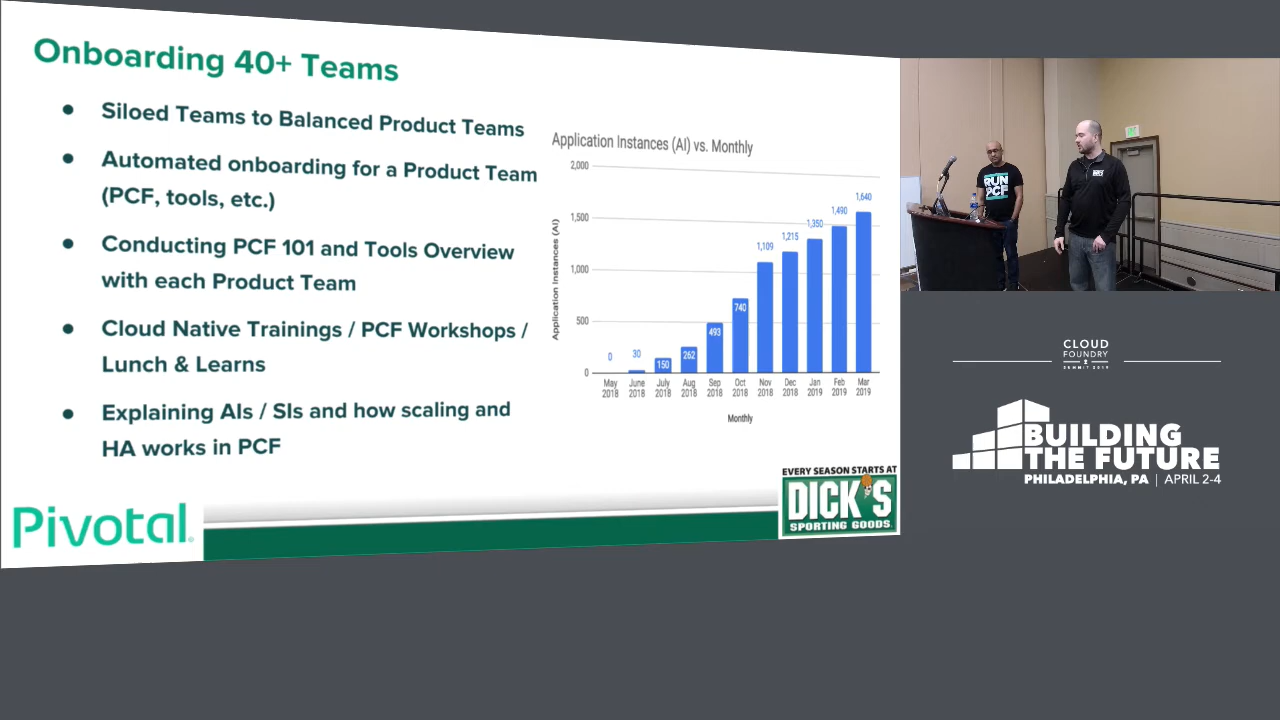 Onboarding 40+ Teams
● Siloed Teams to Balanced Product Teams
● Automated onboarding for a Product Team
(PCF, tools, etc.)
● Conducting PCF 101 and Tools Overview
with each Product Team
● Cloud Native Trainings / PCF Workshops /
Lunch & Learns
● Explaining AIs / SIs and how scaling and
HA works in PCF
Application Instances (AI) vs. Monthly
Application Instances (AI)
2,000
1,500
1,000
500
0
0
30
150
262
493
740
1,109
1,215
1,350
1,490
1,640
May 2018
June 2018
July 2018
Aug 2018
Sep 2018
Oct 2018
Nov 2018
Dec 2018
Jan 2019
Feb 2019
Mar 2019
Monthly
Pivotal
EVERY SEASON STARTS AT
DICK'S
SPORTING GOODS
RUN
PCF
CLOUD
FOUNDRY
SUMMIT 2019
BUILDING
THE FUTURE
PHILADELPHIA, PA | APRIL 2-4